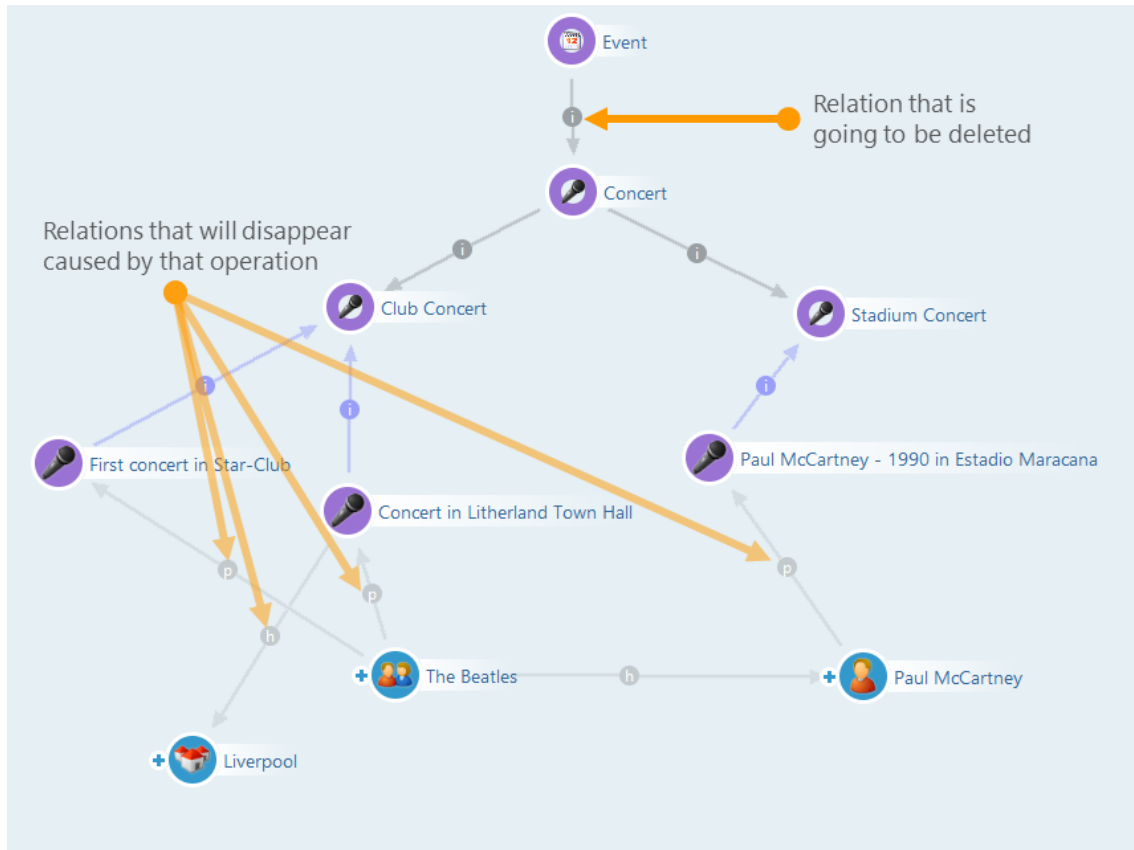 Event
i
Relation that is
going to be deleted
Concert
Relations that will disappear
caused by that operation
i
i
Club Concert
Stadium Concert
i
i
i
First concert in Star-Club
Paul McCartney - 1990 in Estadio Maracana
Concert in Litherland Town Hall
p
p
p
h
The Beatles
h
Paul McCartney
Liverpool